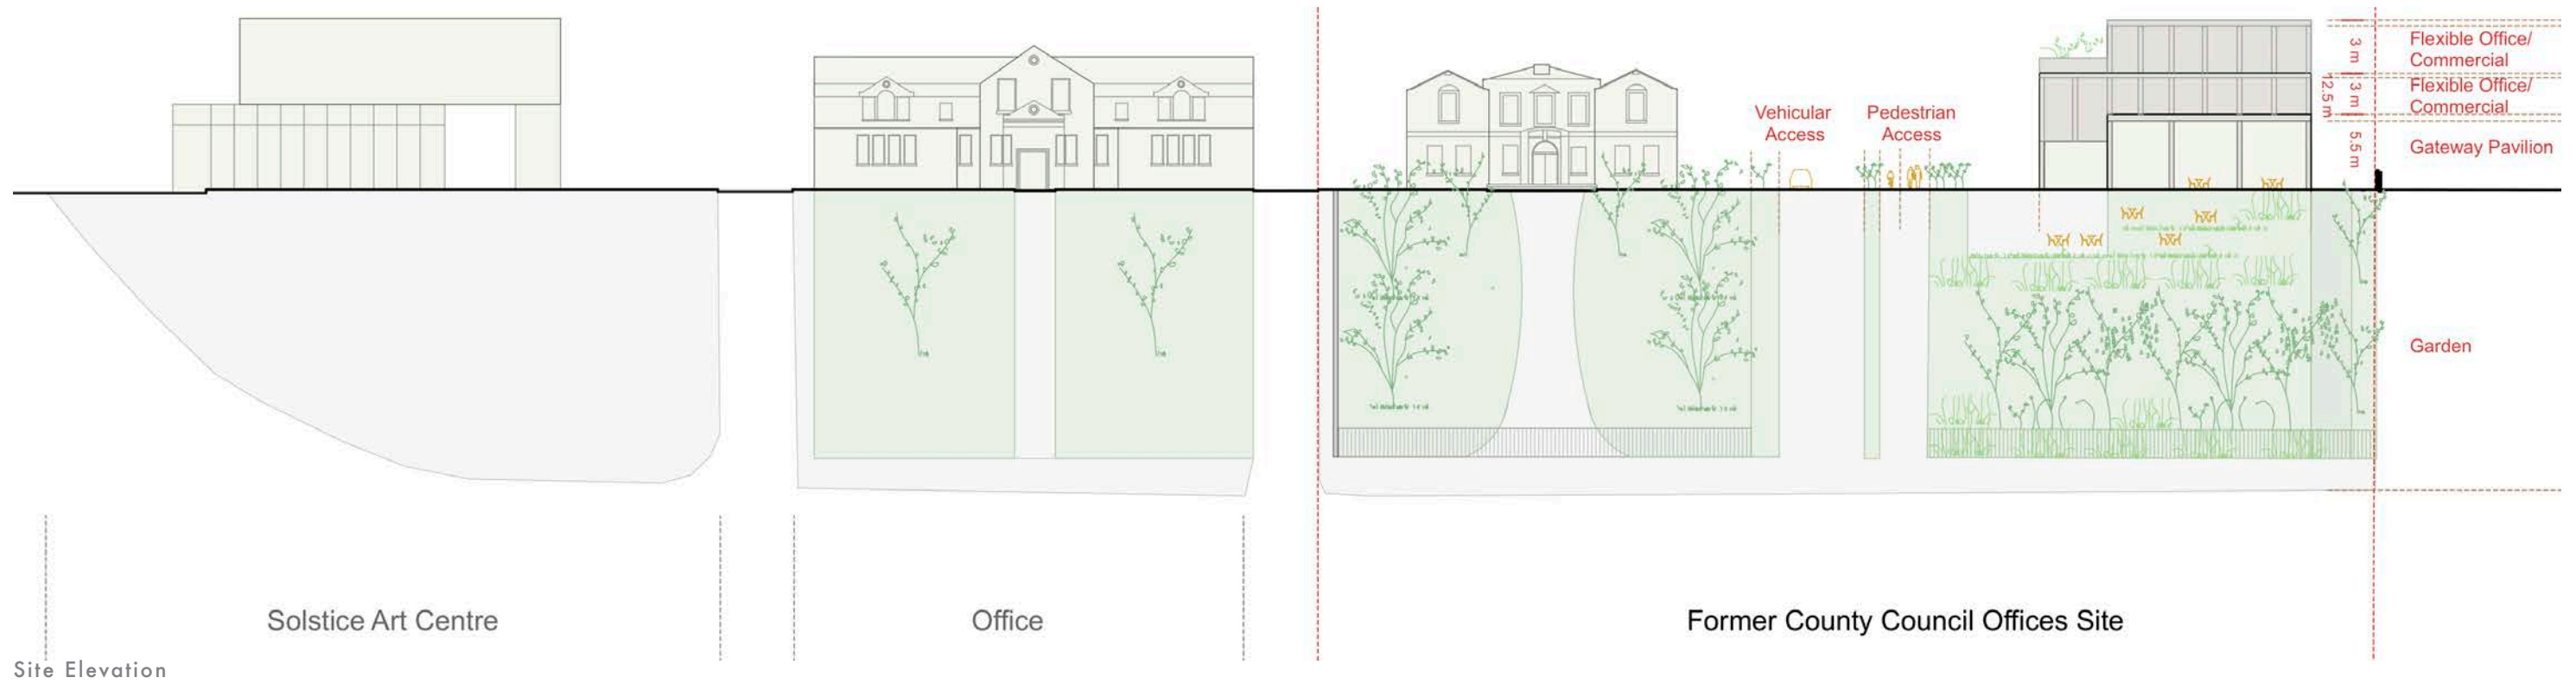 Vehicular
Access
Pedestrian
Access
3 m
3 m
12.5 m
5.5 m
Flexible Office/
Commercial
Flexible Office/
Commercial
Gateway Pavilion
Garden
Solstice Art Centre
Office
Former County Council Offices Site
Site Elevation